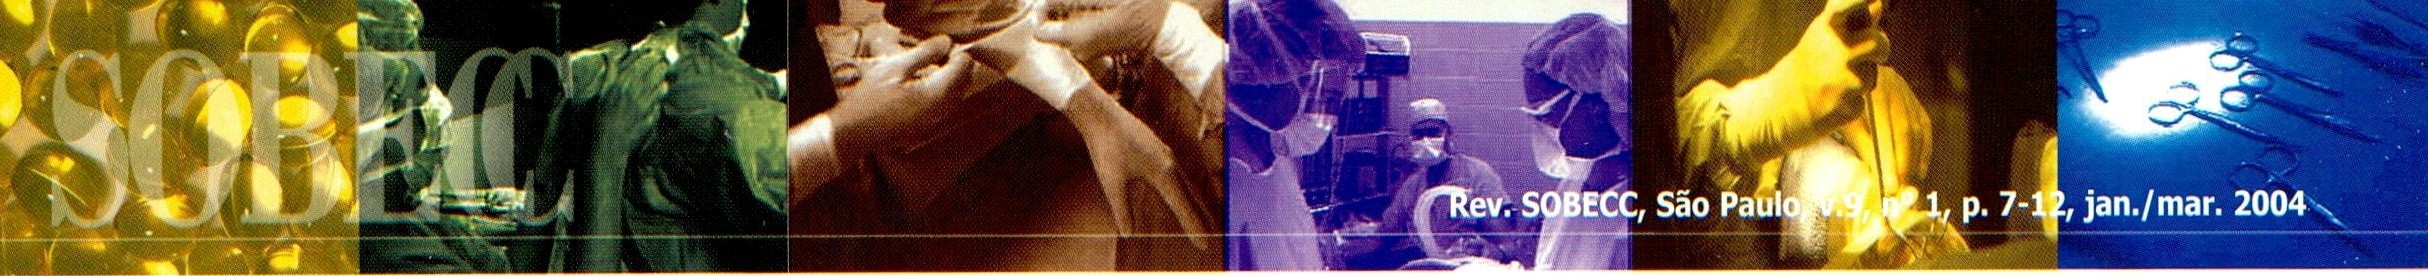 SOBECC
Rev. SOBECC, São Paulo, v.9, nº 1, p. 7-12, jan./mar. 2004